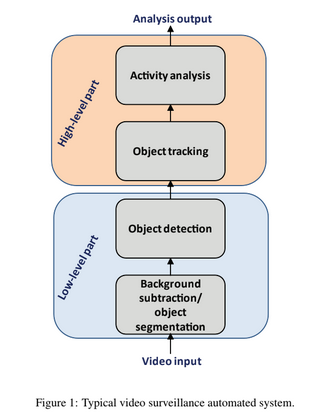 Analysis output
High-level part
Activity analysis
Object tracking
Low-level part
Object detection
Background
subtraction/
object
segmentation
Video input
Figure 1: Typical video surveillance automated system.